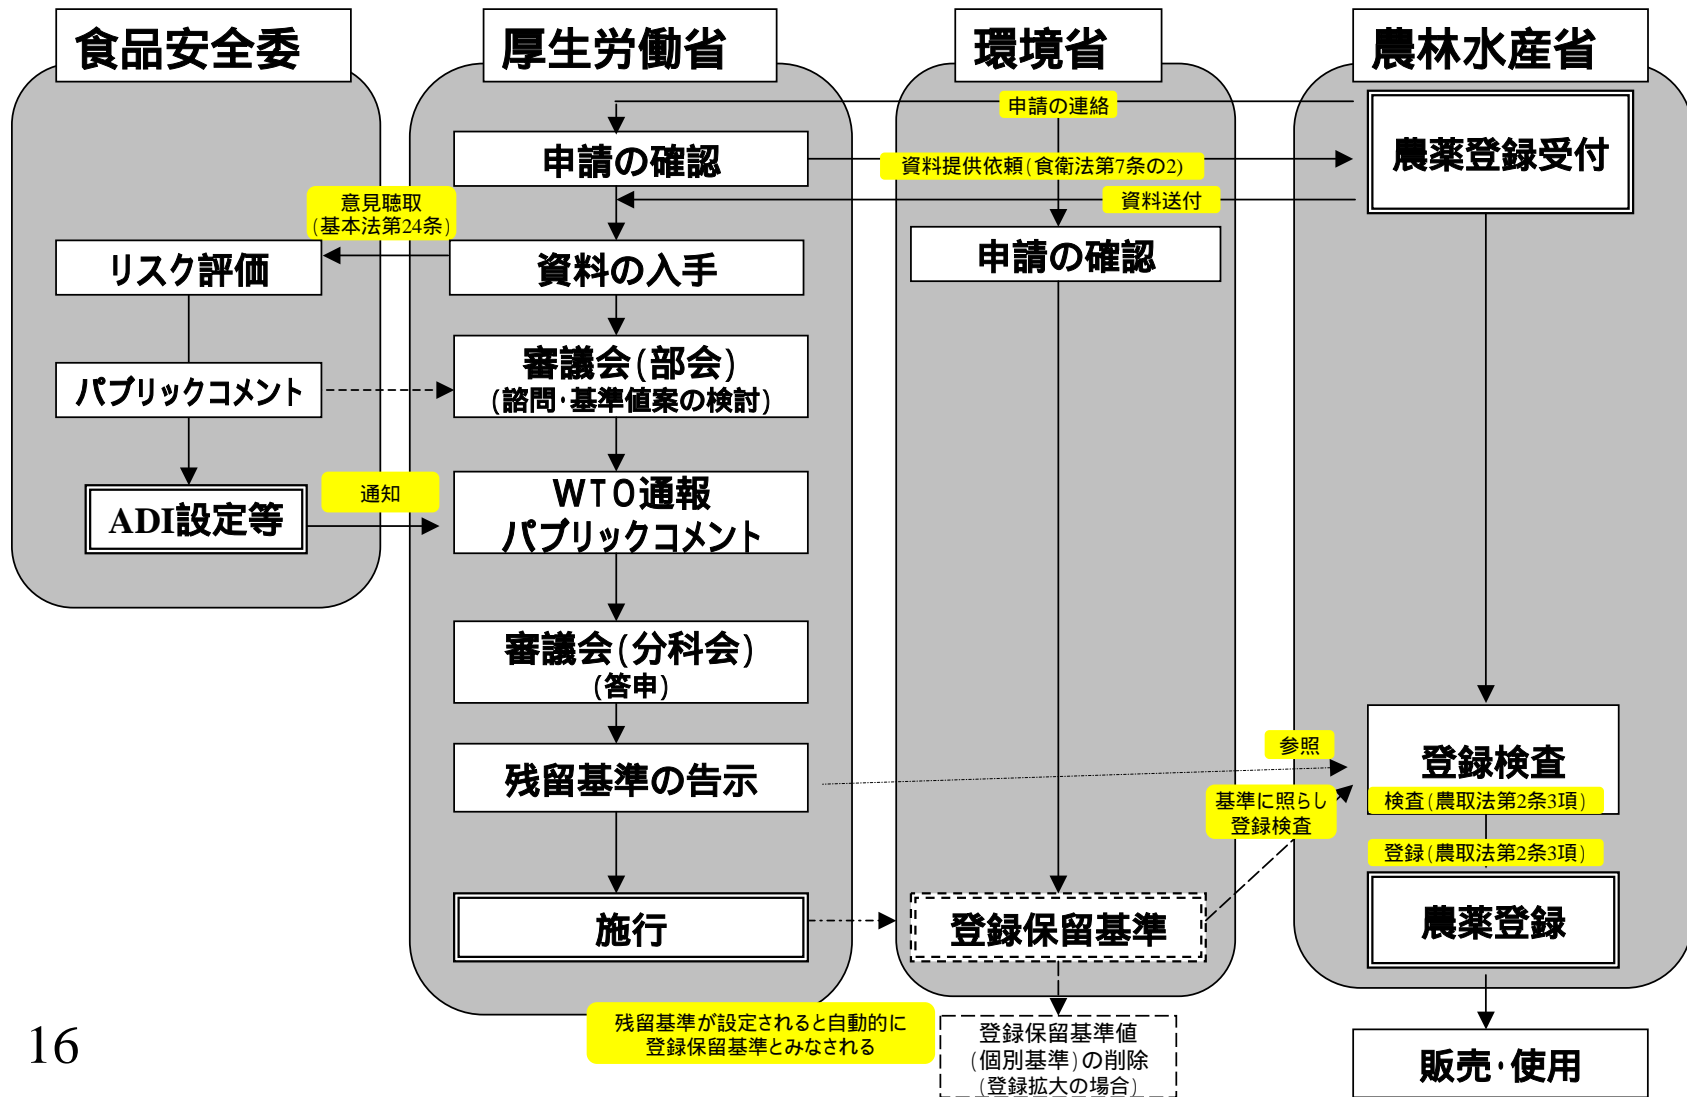 食品安全委
厚生労働省
環境省
農林水産省
申請の連絡
申請の確認
資料提供依頼(食衛法第7条の2)
農薬登録受付
資料送付
意見聴取
(基本法第24条)
リスク評価
資料の入手
申請の確認
審議会(部会)
(諮問・基準値案の検討)
パブリックコメント
ADI設定等
通知
WTO通報
パブリックコメント
審議会(分科会)
(答申)
残留基準の告示
参照
登録検査
検査(農取法第2条3項)
基準に照らし
登録検査
登録(農取法第2条3項)
施行
登録保留基準
農薬登録
残留基準が設定されると自動的に
登録保留基準とみなされる
登録保留基準値
(個別基準)の削除
(登録拡大の場合)
販売・使用
16